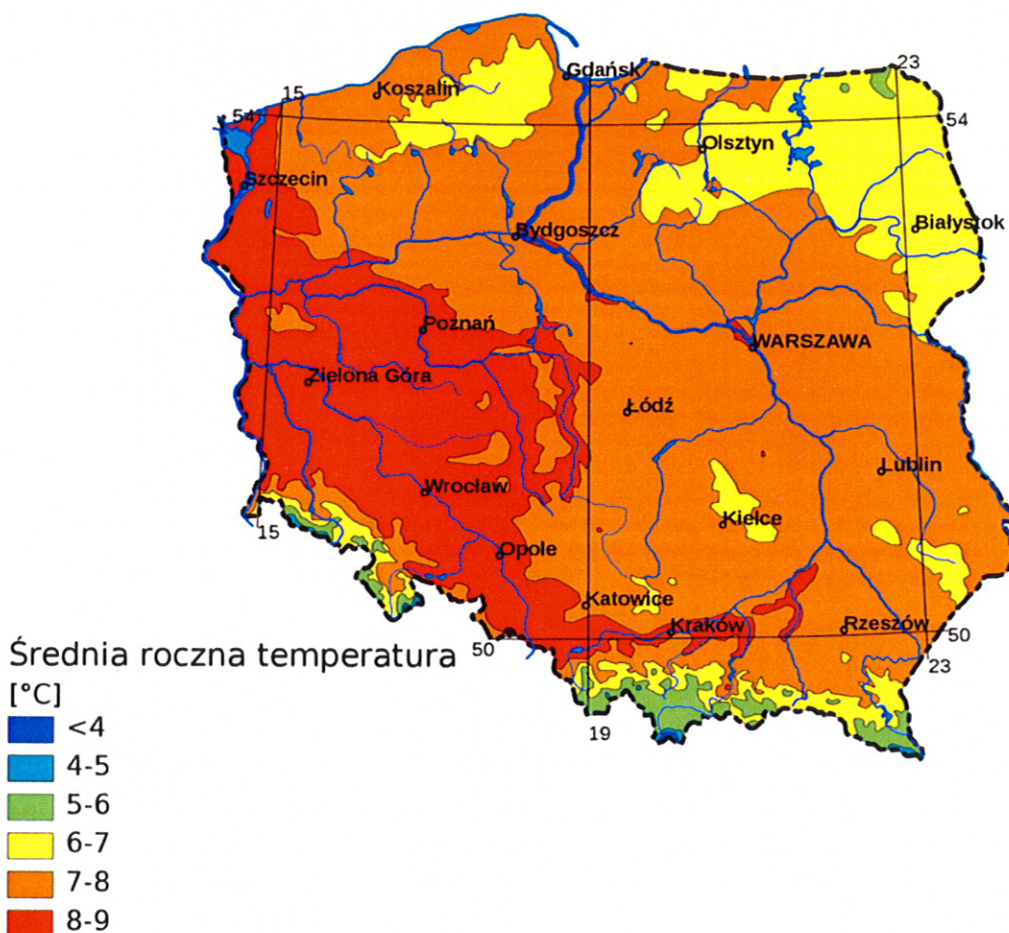 23
Gdańsk
Koszalin
15
54
54
Olsztyn
Szczecin
Białystok
Bydgoszcz
Poznań
WARSZAWA
Zielona Góra
Łódź
Lublin
Wrocław
Kielce
15
Opole
Katowice
Kraków
Rzeszów
50
50
23
19
Średnia roczna temperatura
[°C]
<4
4-5
5-6
6-7
7-8
8-9